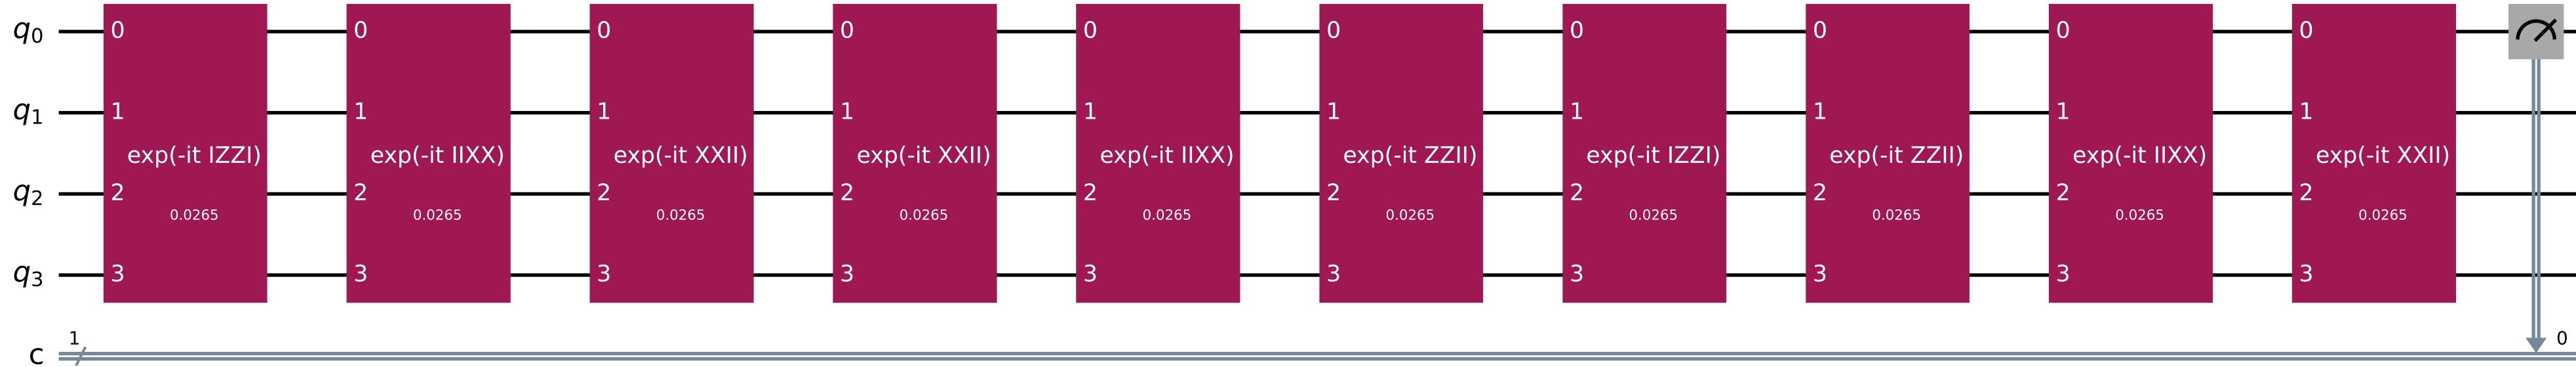 q0 0 0 0 0 0 0 0 0 0 0
q1 1 1 1 1 1 1 1 1 1 1
exp(-it IZZI) exp(-it IIXX) exp(-it XXII) exp(-it XXII) exp(-it IIXX) exp(-it ZZII) exp(-it IZZI) exp(-it ZZII) exp(-it IIXX) exp(-it XXII)
q2 2 2 2 2 2 2 2 2 2 2
0.0265 0.0265 0.0265 0.0265 0.0265 0.0265 0.0265 0.0265 0.0265 0.0265
q3 3 3 3 3 3 3 3 3 3 3
1 0
c